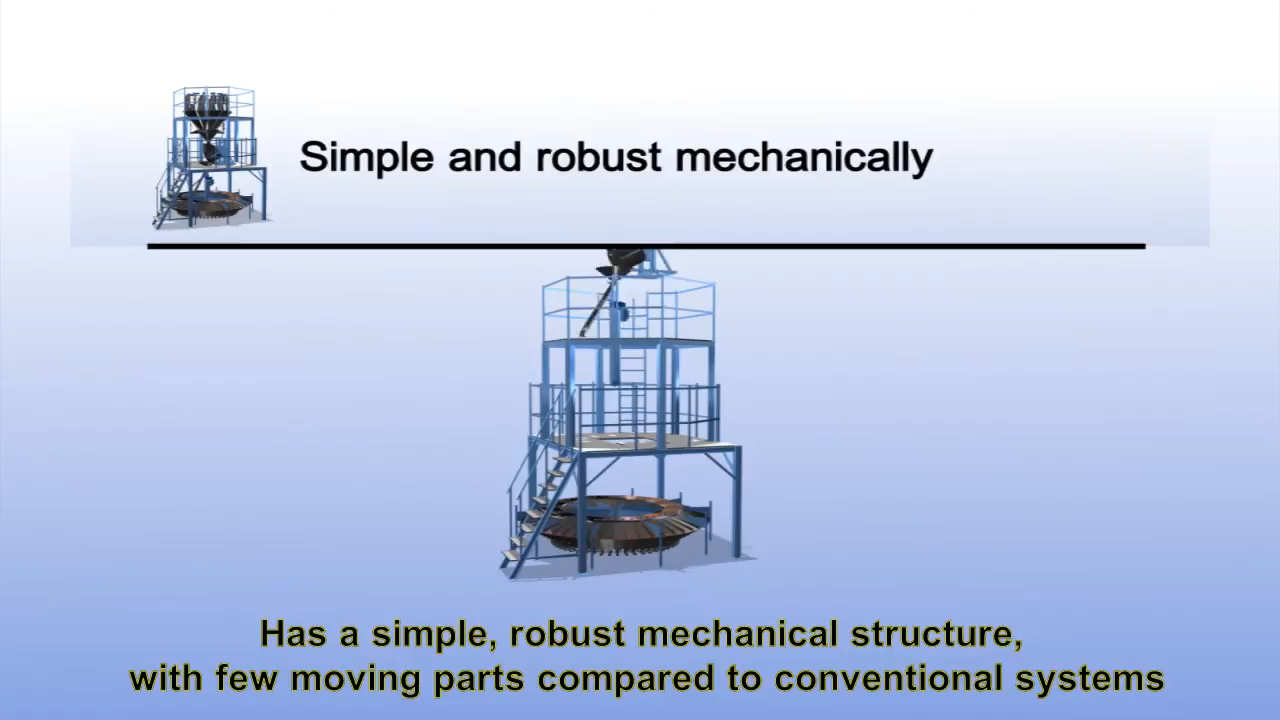 Simple and robust mechanically
Has a simple, robust mechanical structure,
with few moving parts compared to conventional systems